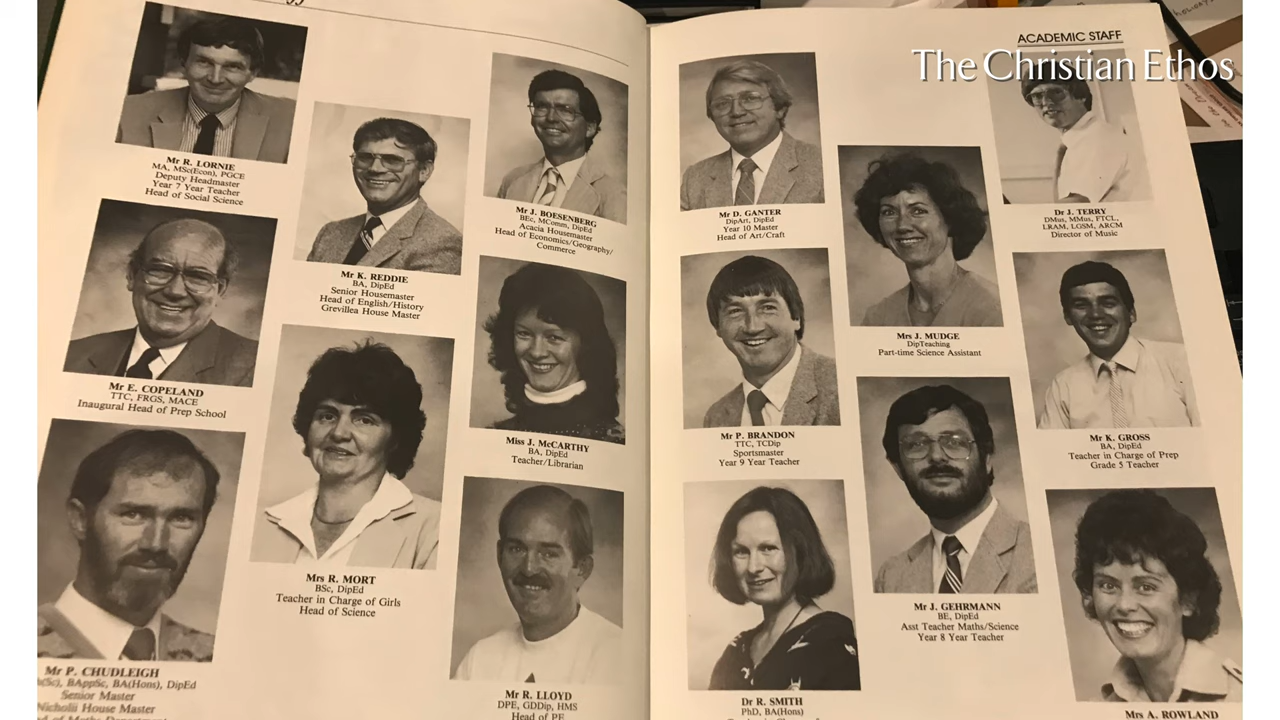 ACADEMIC STAFF
The Christian Ethos
Mr R. LORNIE
MA, MSc(Econ), PGCE
Deputy Headmaster
Year 7 Year Teacher
Head of Social Science
Mr K. REDDIE
BA, DipEd
Senior Housemaster
Head of English/History
Grevillea House Master
Mr J. BOESENBERG
BEc, MComm, DipEd
Acacia Housemaster
Head of Economics/Geography/
Commerce
Mr E. COPELAND
TTC, FRGS, MACE
Inaugural Head of Prep School
Mrs R. MORT
BSc, DipEd
Teacher in Charge of Girls
Head of Science
Miss J. McCARTHY
BA, DipEd
Teacher/Librarian
Mr P. CHUDLEIGH
BAppSc, BA(Hons), DipEd
Senior Master
Nicholii House Master
Mr R. LLOYD
DPE, GDDip, HMS
Head of PE
Mr D. GANTER
DipArt, DipEd
Year 10 Master
Head of Art/Craft
Mrs J. MUDGE
DipTeaching
Part-time Science Assistant
Dr J. TERRY
DMus, MMus, FTCL,
LRAM, LGSM, ARCM
Director of Music
Mr P. BRANDON
TTC, TCDip
Sportsmaster
Year 9 Year Teacher
Mr J. GEHRMANN
BE, DipEd
Asst Teacher Maths/Science
Year 8 Year Teacher
Mr K. GROSS
BA, DipEd
Teacher in Charge of Prep
Grade 5 Teacher
Dr R. SMITH
PhD, BA(Hons)
Mrs A. ROWLAND